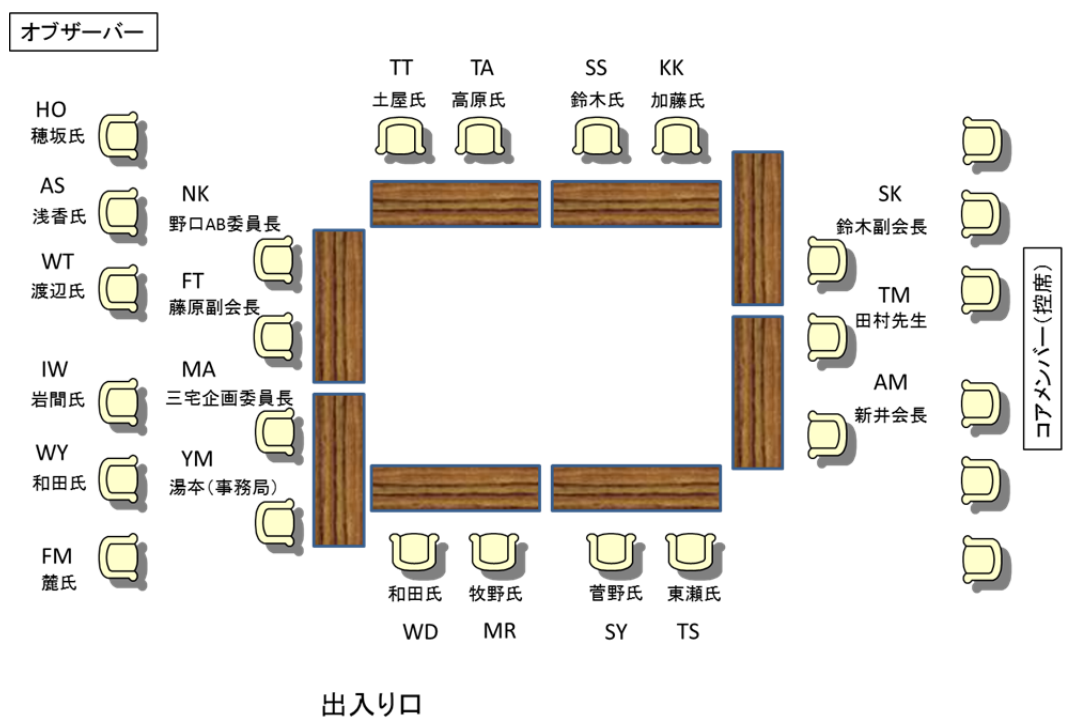 オブザーバー
HO
穂坂氏
AS
浅香氏
WT
渡辺氏
IW
岩間氏
WY
和田氏
FM
麓氏
NK
野口AB委員長
FT
藤原副会長
MA
三宅企画委員長
YM
湯本(事務局)
TT
土屋氏
TA
高原氏
SS
鈴木氏
KK
加藤氏
SK
鈴木副会長
TM
田村先生
AM
新井会長
コアメンバー(控席)
和田氏
WD
牧野氏
MR
菅野氏
SY
東瀬氏
TS
出入り口